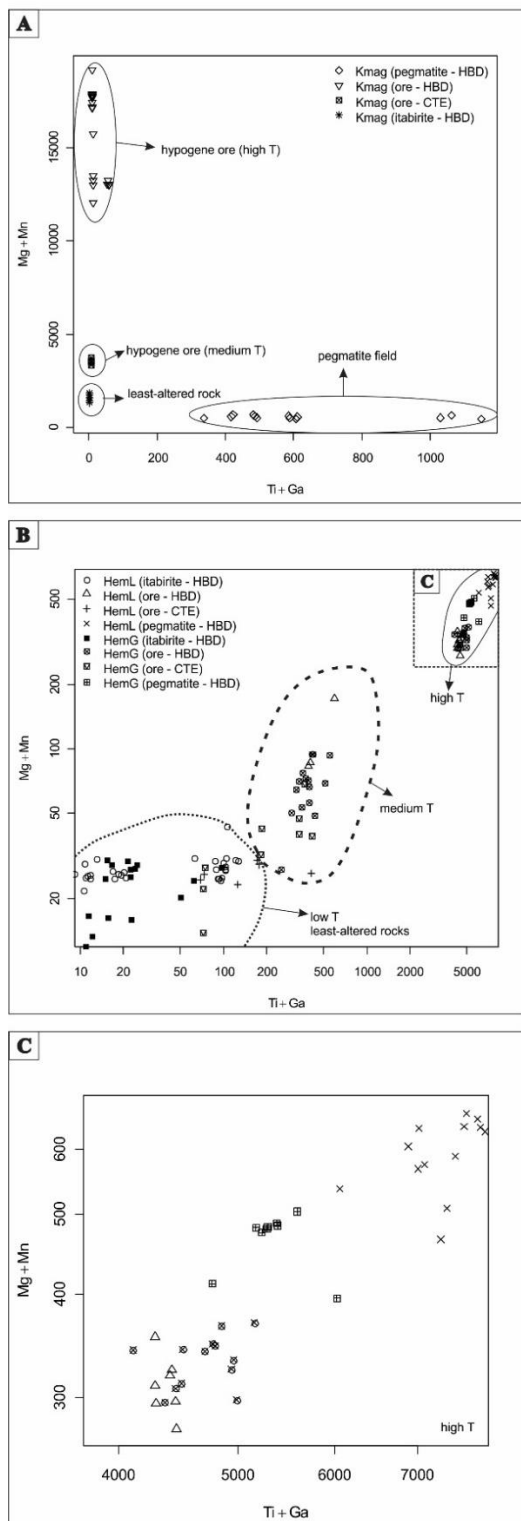 A
Kmag (pegmatite - HBD)
Kmag (ore - HBD)
Kmag (ore - CTE)
Kmag (itabirite - HBD)
hypogene ore (high T)
hypogene ore (medium T)
least-altered rock
pegmatite field
Mg+Mn
0
5000
10000
15000
0 200 400 600 800 1000
Ti+Ga
B
HemL (itabirite - HBD)
HemL (ore - HBD)
HemL (ore - CTE)
HemL (pegmatite - HBD)
HemG (itabirite - HBD)
HemG (ore - HBD)
HemG (ore - CTE)
HemG (pegmatite - HBD)
C
high T
medium T
low T
least-altered rocks
Mg+Mn
20
50
100
200
500
10 20 50 100 200 500 1000 2000 5000
Ti+Ga
C
Mg+Mn
300
400
500
600
high T
4000 5000 6000 7000
Ti+Ga